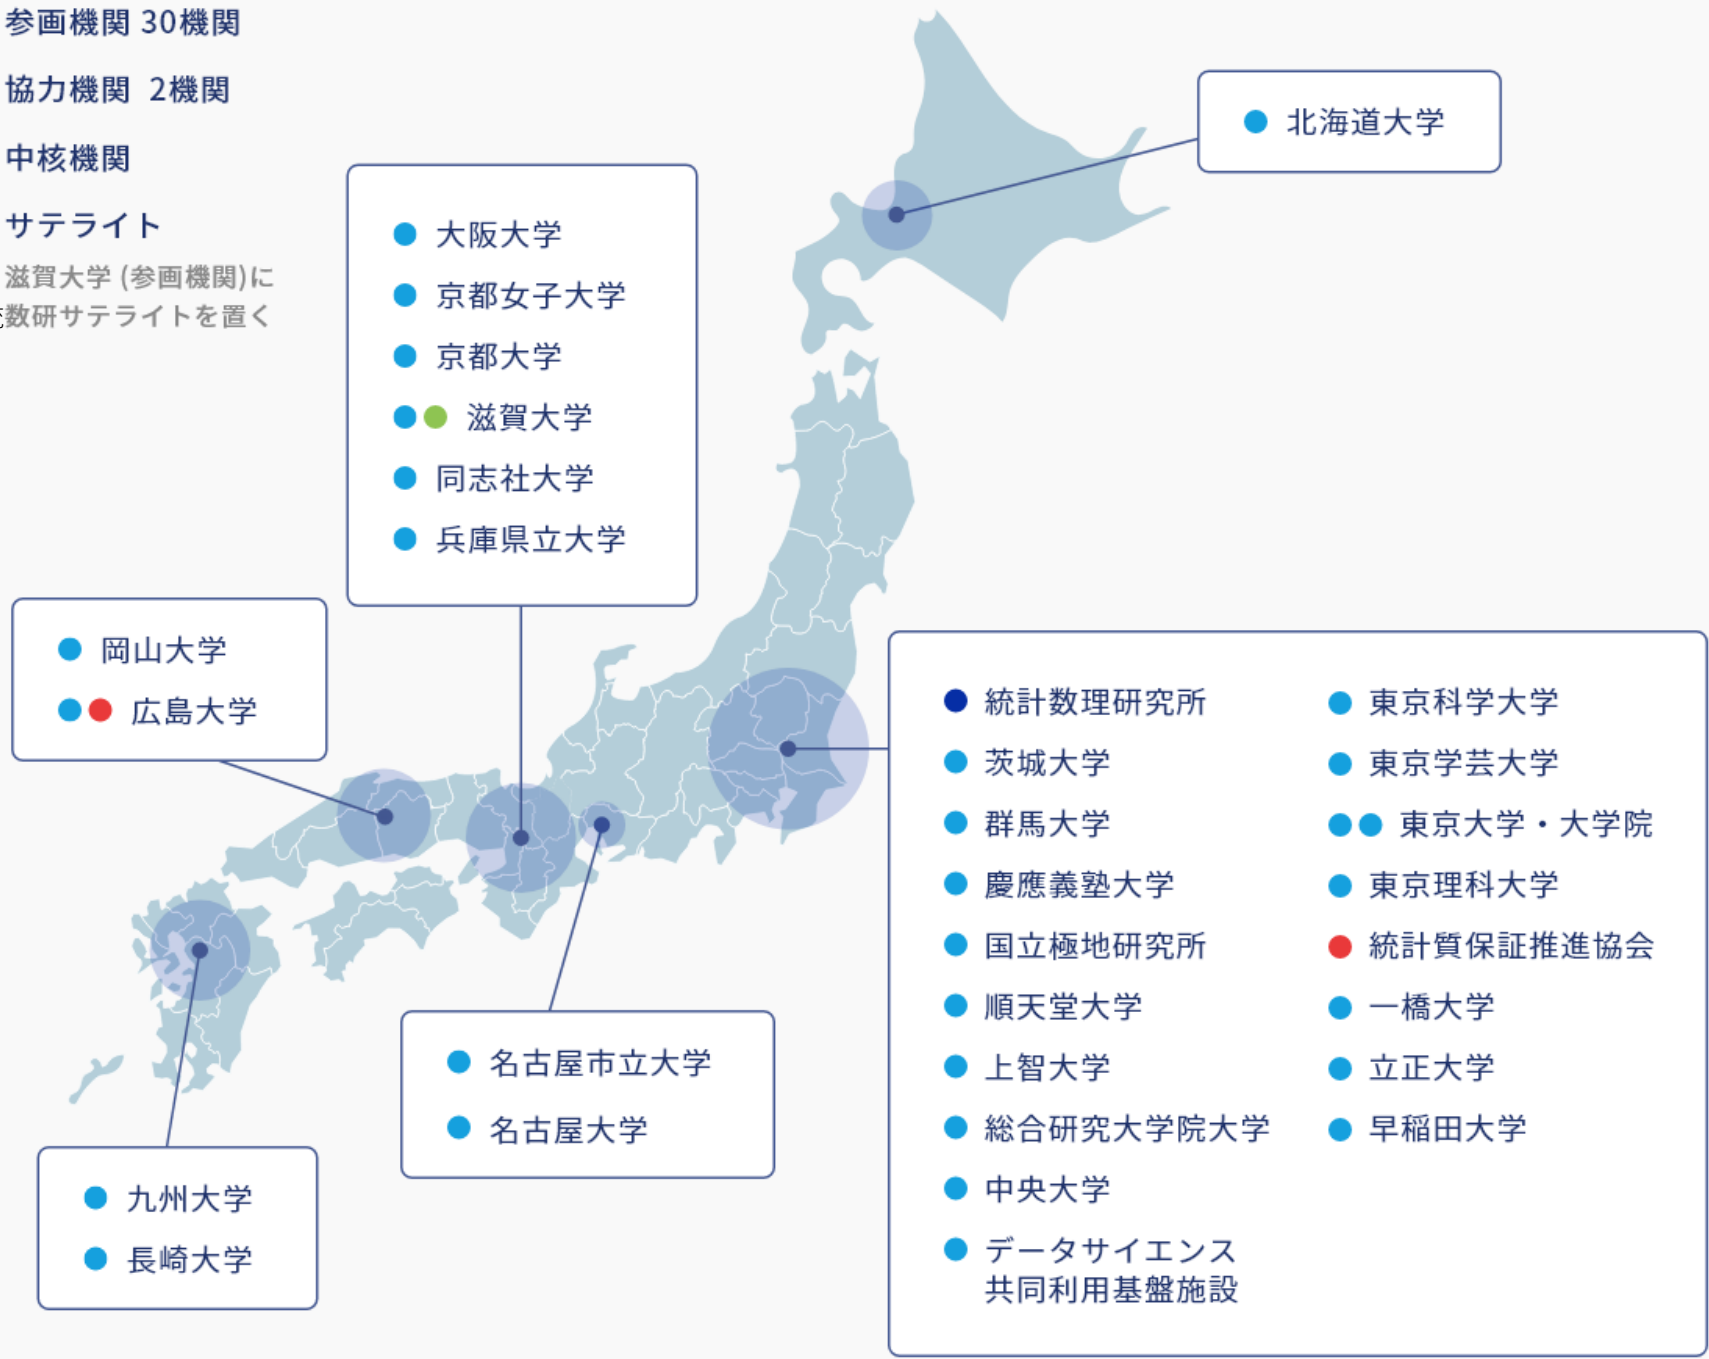 参画機関 30機関
協力機関 2機関
中核機関
サテライト
滋賀大学 (参画機関)に
数研サテライトを置く
北海道大学
大阪大学
京都女子大学
京都大学
滋賀大学
同志社大学
兵庫県立大学
岡山大学
広島大学
統計数理研究所
茨城大学
群馬大学
慶應義塾大学
国立極地研究所
順天堂大学
上智大学
総合研究大学院大学
中央大学
データサイエンス
共同利用基盤施設
東京科学大学
東京学芸大学
東京大学・大学院
東京理科大学
統計質保証推進協会
一橋大学
立正大学
早稲田大学
名古屋市立大学
名古屋大学
九州大学
長崎大学